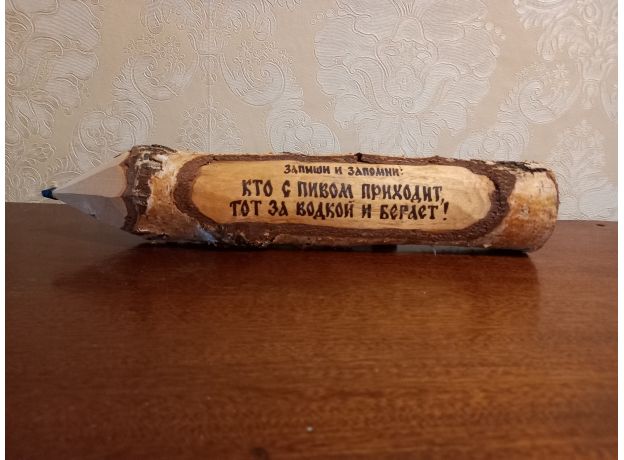 Запиши и запомни:
Кто с пивом приходит,
тот за водкой и бегает!